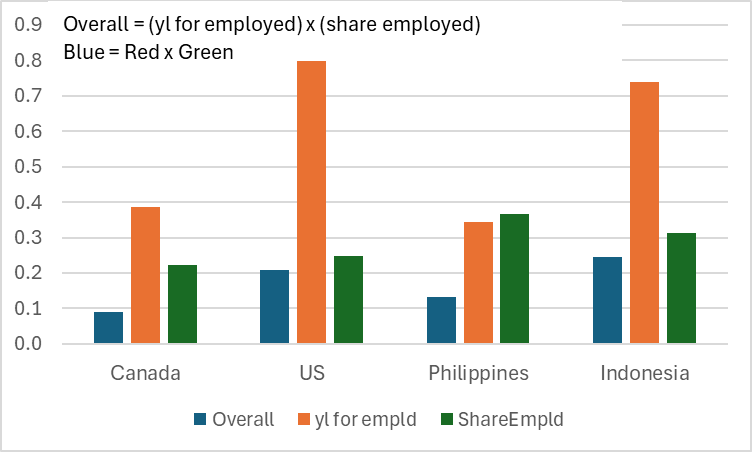 Overall = (yl for employed) x (share employed)
Blue = Red x Green
0.9
0.8
0.7
0.6
0.5
0.4
0.3
0.2
0.1
0.0
Canada US Philippines Indonesia
Overall yl for empld ShareEmpld